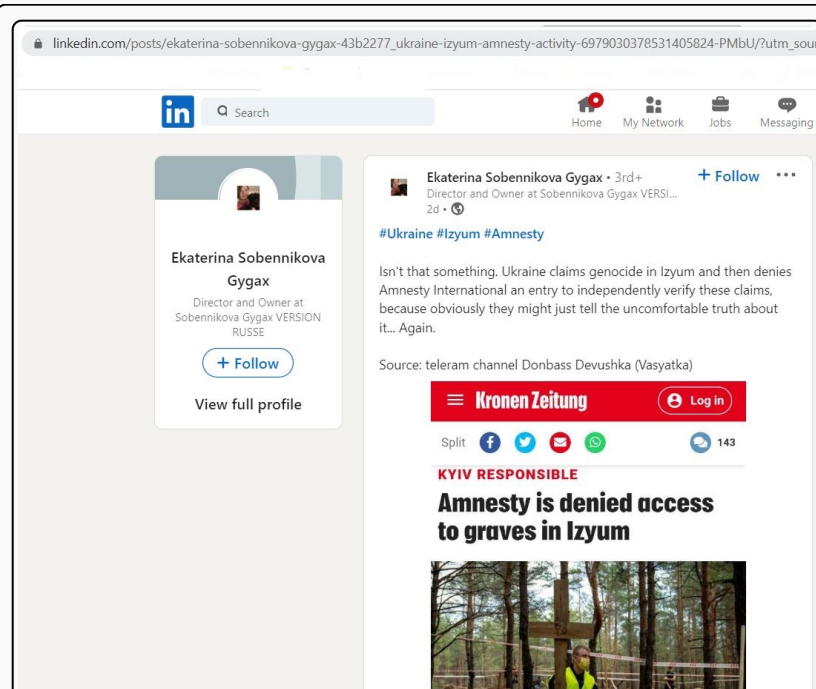 linkedin.com/posts/ekaterina-sobennikova-gygax-43b2277_ukraine-izyum-amnesty-activity-6979030378531405824-PMbU/?utm_sour
in
Search
Home
My Network
Jobs
Messaging
Ekaterina Sobennikova
Gygax
Director and Owner at
Sobennikova Gygax VERSION
RUSSE
+ Follow
View full profile
Ekaterina Sobennikova Gygax • 3rd+
+ Follow
Director and Owner at Sobennikova Gygax VERSI...
2d •
#Ukraine #Izyum #Amnesty
Isn't that something. Ukraine claims genocide in Izyum and then denies
Amnesty International an entry to independently verify these claims,
because obviously they might just tell the uncomfortable truth about
it... Again.
Source: teleram channel Donbass Devushka (Vasyatka)
Kronen Zeitung
Log in
Split
143
KYIV RESPONSIBLE
Amnesty is denied access
to graves in Izyum